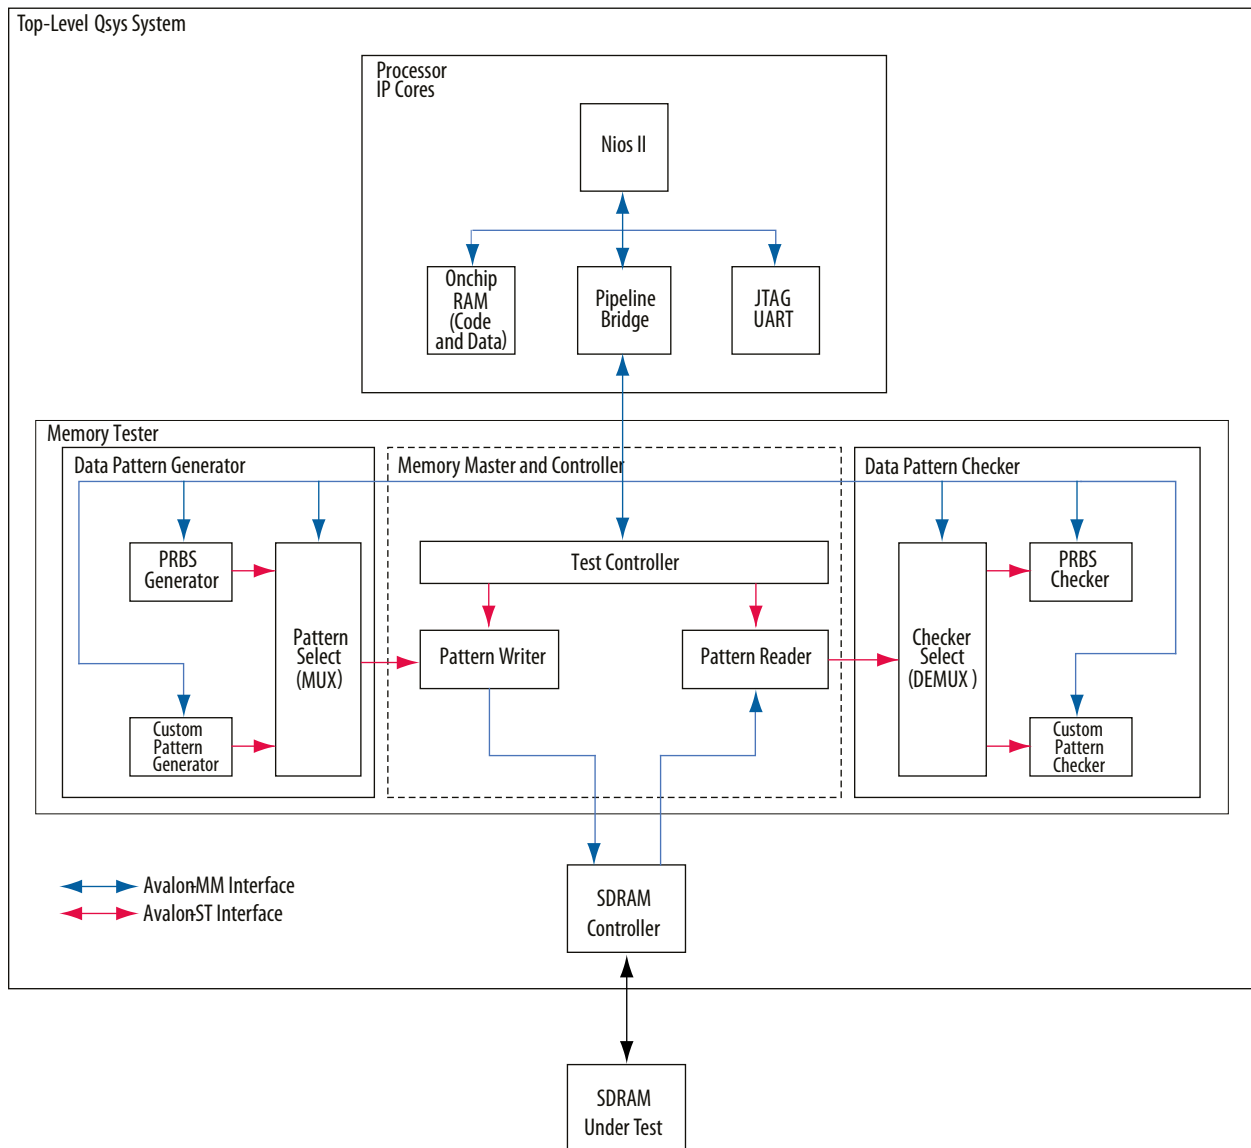 Top-Level Qsys System
Processor
IP Cores
Nios II
Onchip
RAM
(Code
and Data)
Pipeline
Bridge
JTAG
UART
Memory Tester
Data Pattern Generator
Memory Master and Controller
Data Pattern Checker
PRBS
Generator
Test Controller
PRBS
Checker
Pattern
Select
(MUX)
Pattern Writer
Pattern Reader
Checker
Select
(DEMUX )
Custom
Pattern
Generator
Custom
Pattern
Checker
Avalon-MM Interface
Avalon-ST Interface
SDRAM
Controller
SDRAM
Under Test